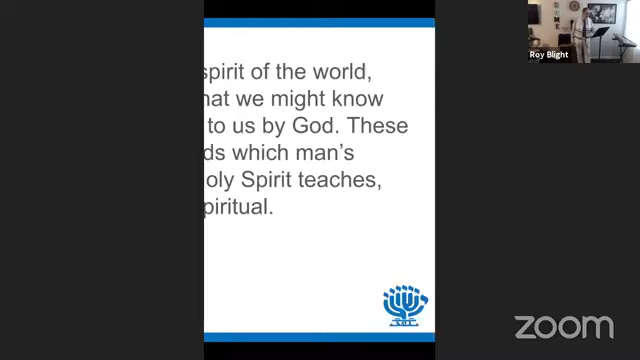 spirit of the world,
hat we might know
to us by God. These
ds which man's
oly Spirit teaches,
piritual.
Roy Blight
zoom